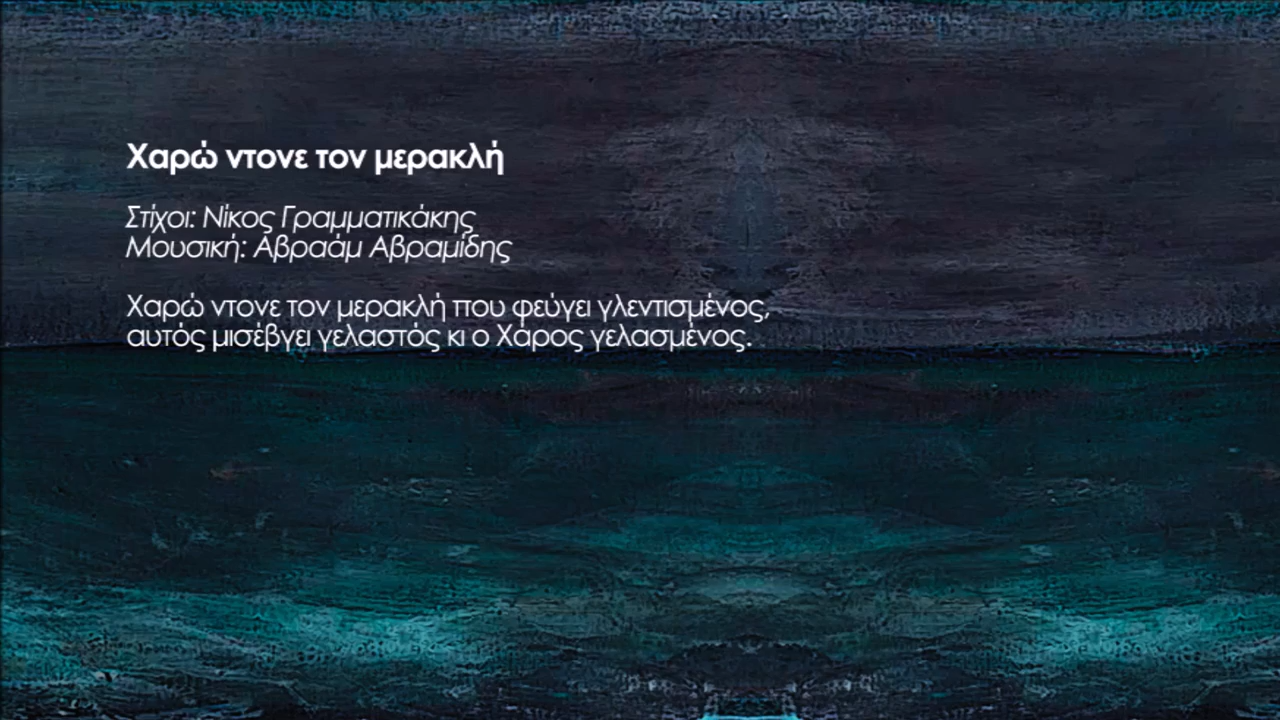 Χαρώ ντονε τον μερακλή
Στίχοι: Νίκος Γραμματικάκης
Μουσική: Αβραάμ Αβραμίδης
Χαρώ ντονε τον μερακλή που φεύγει γλεντισμένος,
αυτός μισέβγει γελαστός κι ο Χάρος γελασμένος.